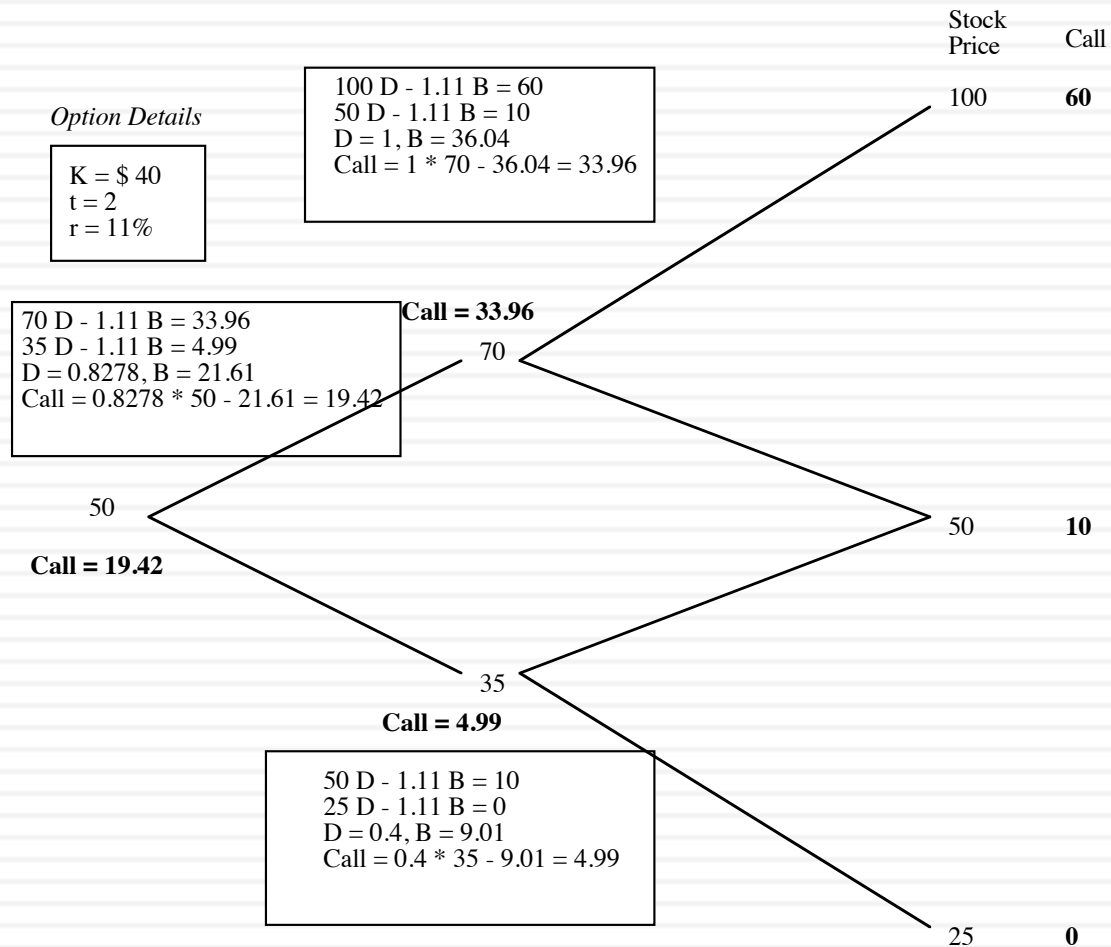 Stock
Price
Call
100 D - 1.11 B = 60
50 D - 1.11 B = 10
D = 1, B = 36.04
Call = 1 * 70 - 36.04 = 33.96
100
60
Option Details
K = $ 40
t = 2
r = 11%
70 D - 1.11 B = 33.96
35 D - 1.11 B = 4.99
D = 0.8278, B = 21.61
Call = 0.8278 * 50 - 21.61 = 19.42
Call = 33.96
70
50
Call = 19.42
50
10
35
Call = 4.99
50 D - 1.11 B = 10
25 D - 1.11 B = 0
D = 0.4, B = 9.01
Call = 0.4 * 35 - 9.01 = 4.99
25
0